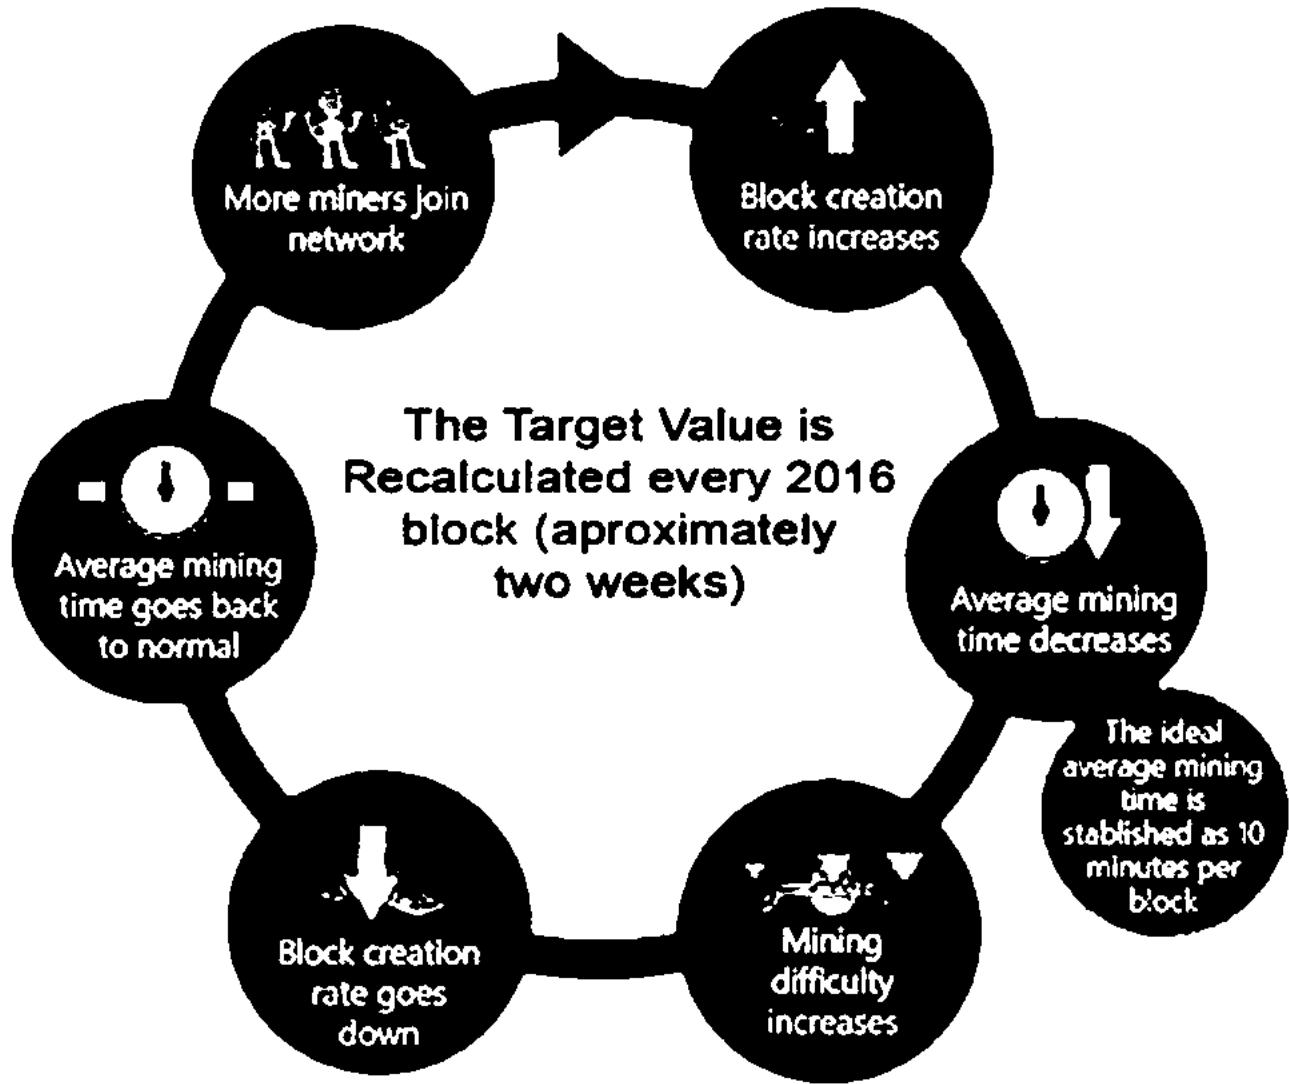 More miners join
network
Block creation
rate increases
The Target Value is
Recalculated every 2016
block (aproximately
two weeks)
Average mining
time goes back
to normal
Average mining
time decreases
The ideal
average mining
time is
stablished as 10
minutes per
block
Block creation
rate goes
down
Mining
difficulty
increases